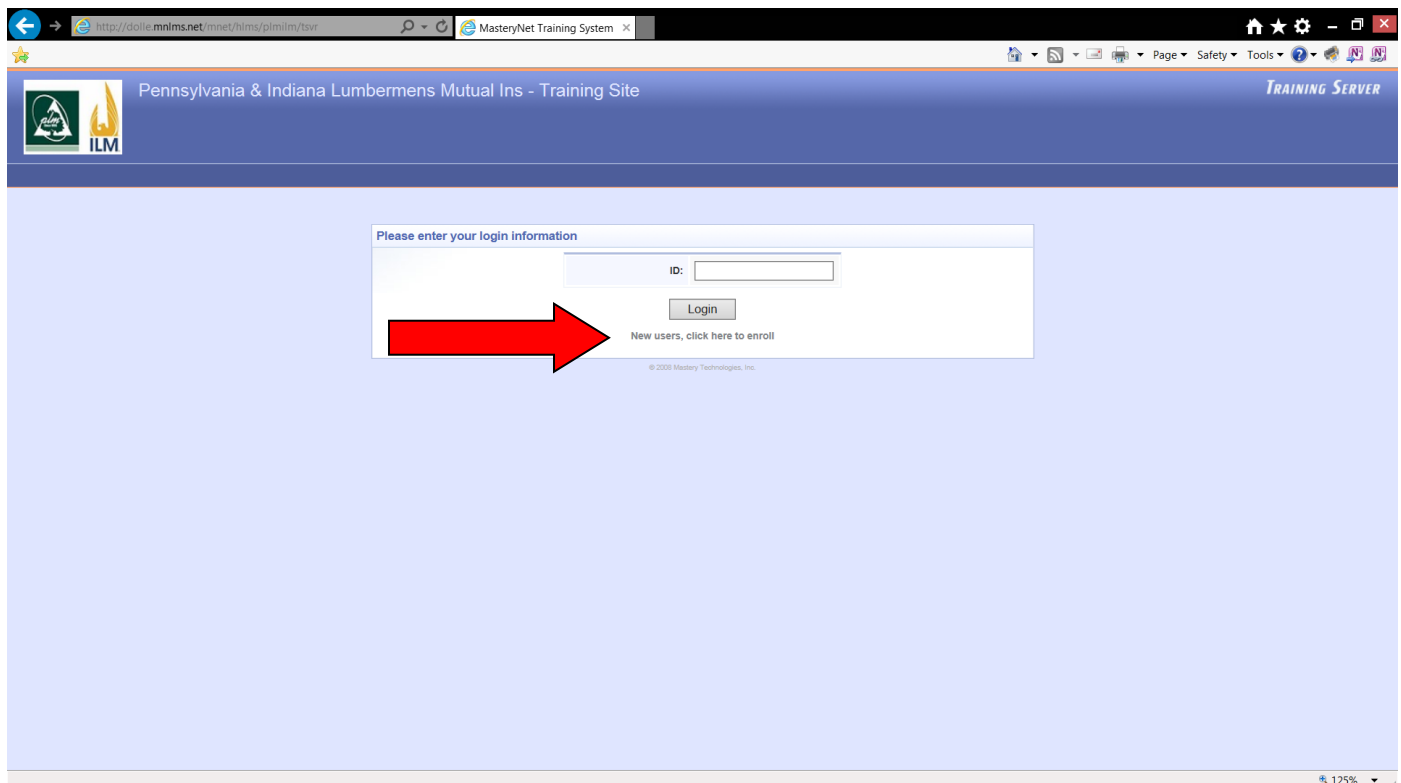 http://dolle.mnlms.net/mnet/hlms/plmilm/tsvr
MasteryNet Training System
Page
Safety
Tools
Pennsylvania & Indiana Lumbermens Mutual Ins - Training Site
TRAINING SERVER
plm
ILM
Please enter your login information
ID:
Login
New users, click here to enroll
© 2008 Mastery Technologies, Inc.
125%